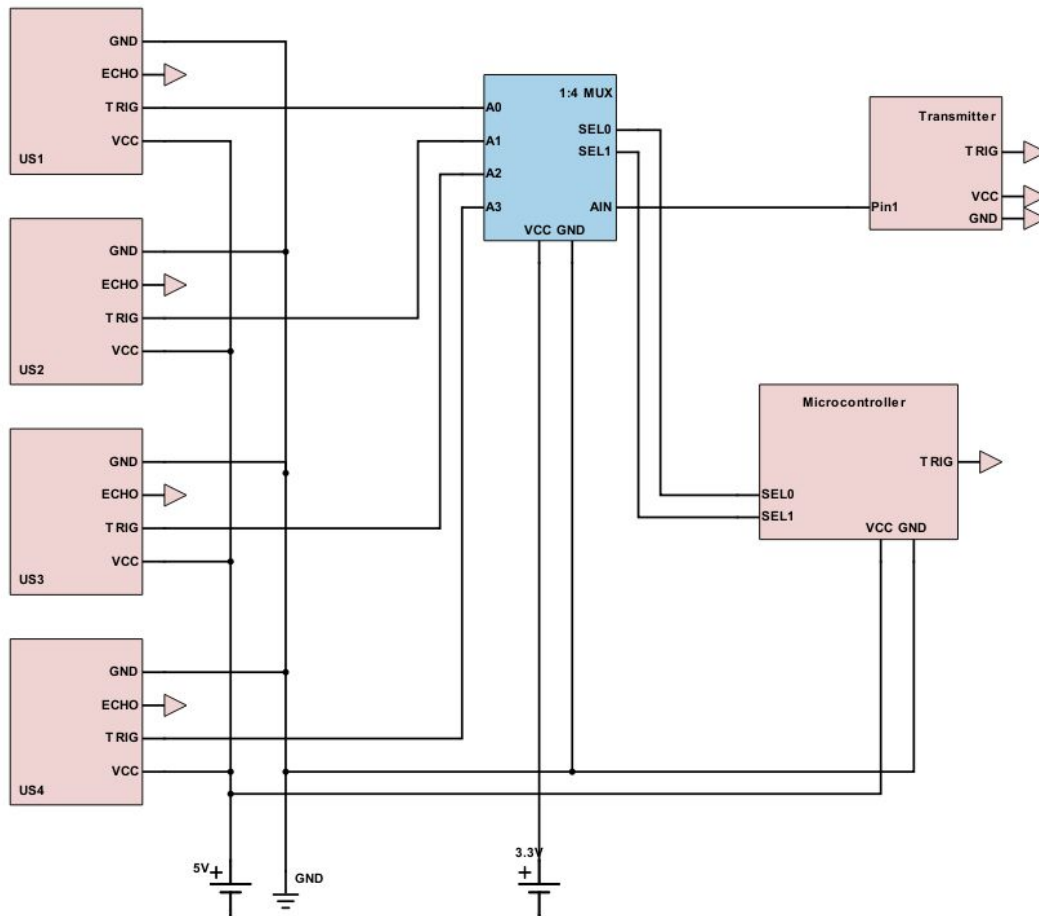 GND
ECHO
TRIG
VCC
US1
GND
ECHO
TRIG
VCC
US2
GND
ECHO
TRIG
VCC
US3
GND
ECHO
TRIG
VCC
US4
1:4 MUX
A0
A1
A2
A3
SEL0
SEL1
AIN
VCC GND
Transmitter
TRIG
VCC
GND
Pin1
Microcontroller
TRIG
SEL0
SEL1
VCC GND
5V
+
GND
3.3V
+